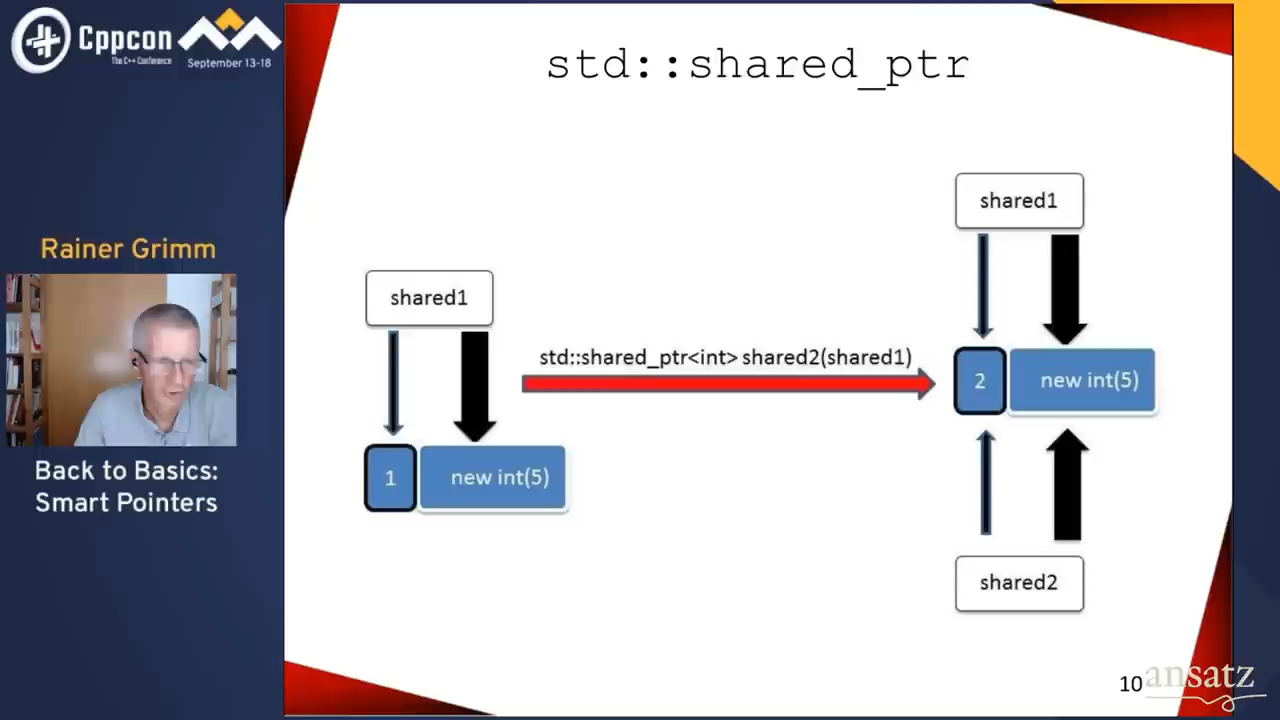 Cppcon
The C++ Conference
September 13-18
Rainer Grimm
Back to Basics:
Smart Pointers
std::shared_ptr
shared1
1
new int(5)
std::shared_ptr<int> shared2(shared1)
shared1
2
new int(5)
shared2
10
ansatz